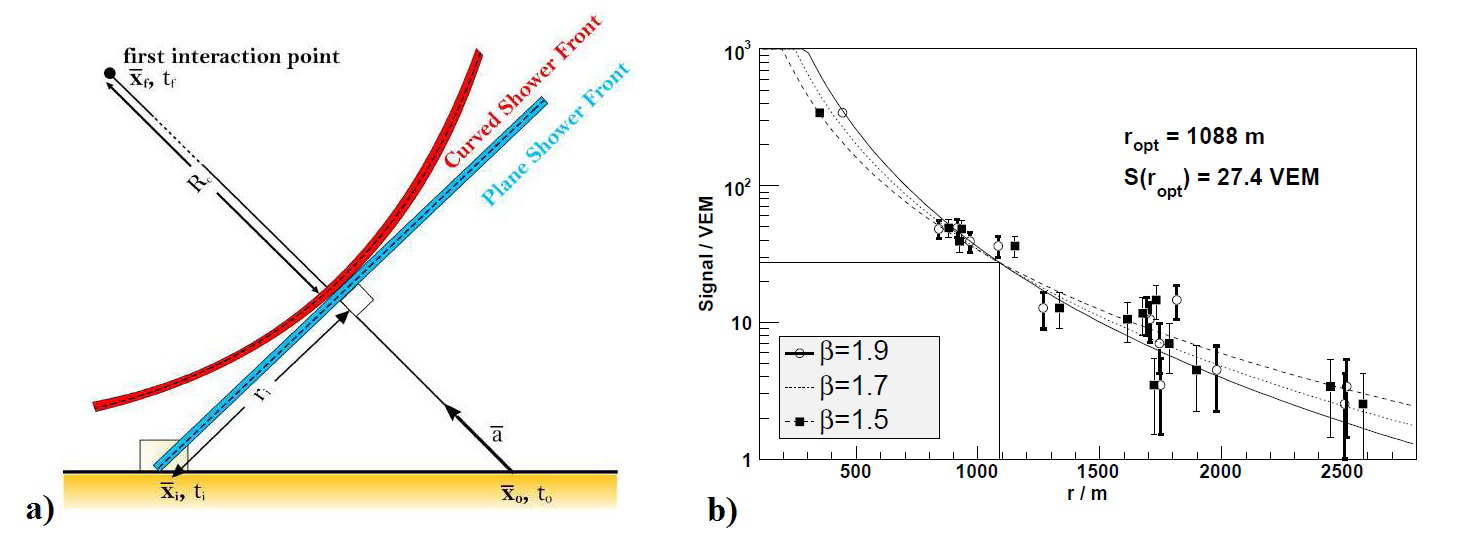 first interaction point
x̅f, tf
Rc
Curved Shower Front
Plane Shower Front
ri
a̅
x̅i, ti
x̅o, to
a)
Signal / VEM
10³
10²
10
1
ropt = 1088 m
S(ropt) = 27.4 VEM
β=1.9
β=1.7
β=1.5
500
1000
1500
2000
2500
r / m
b)